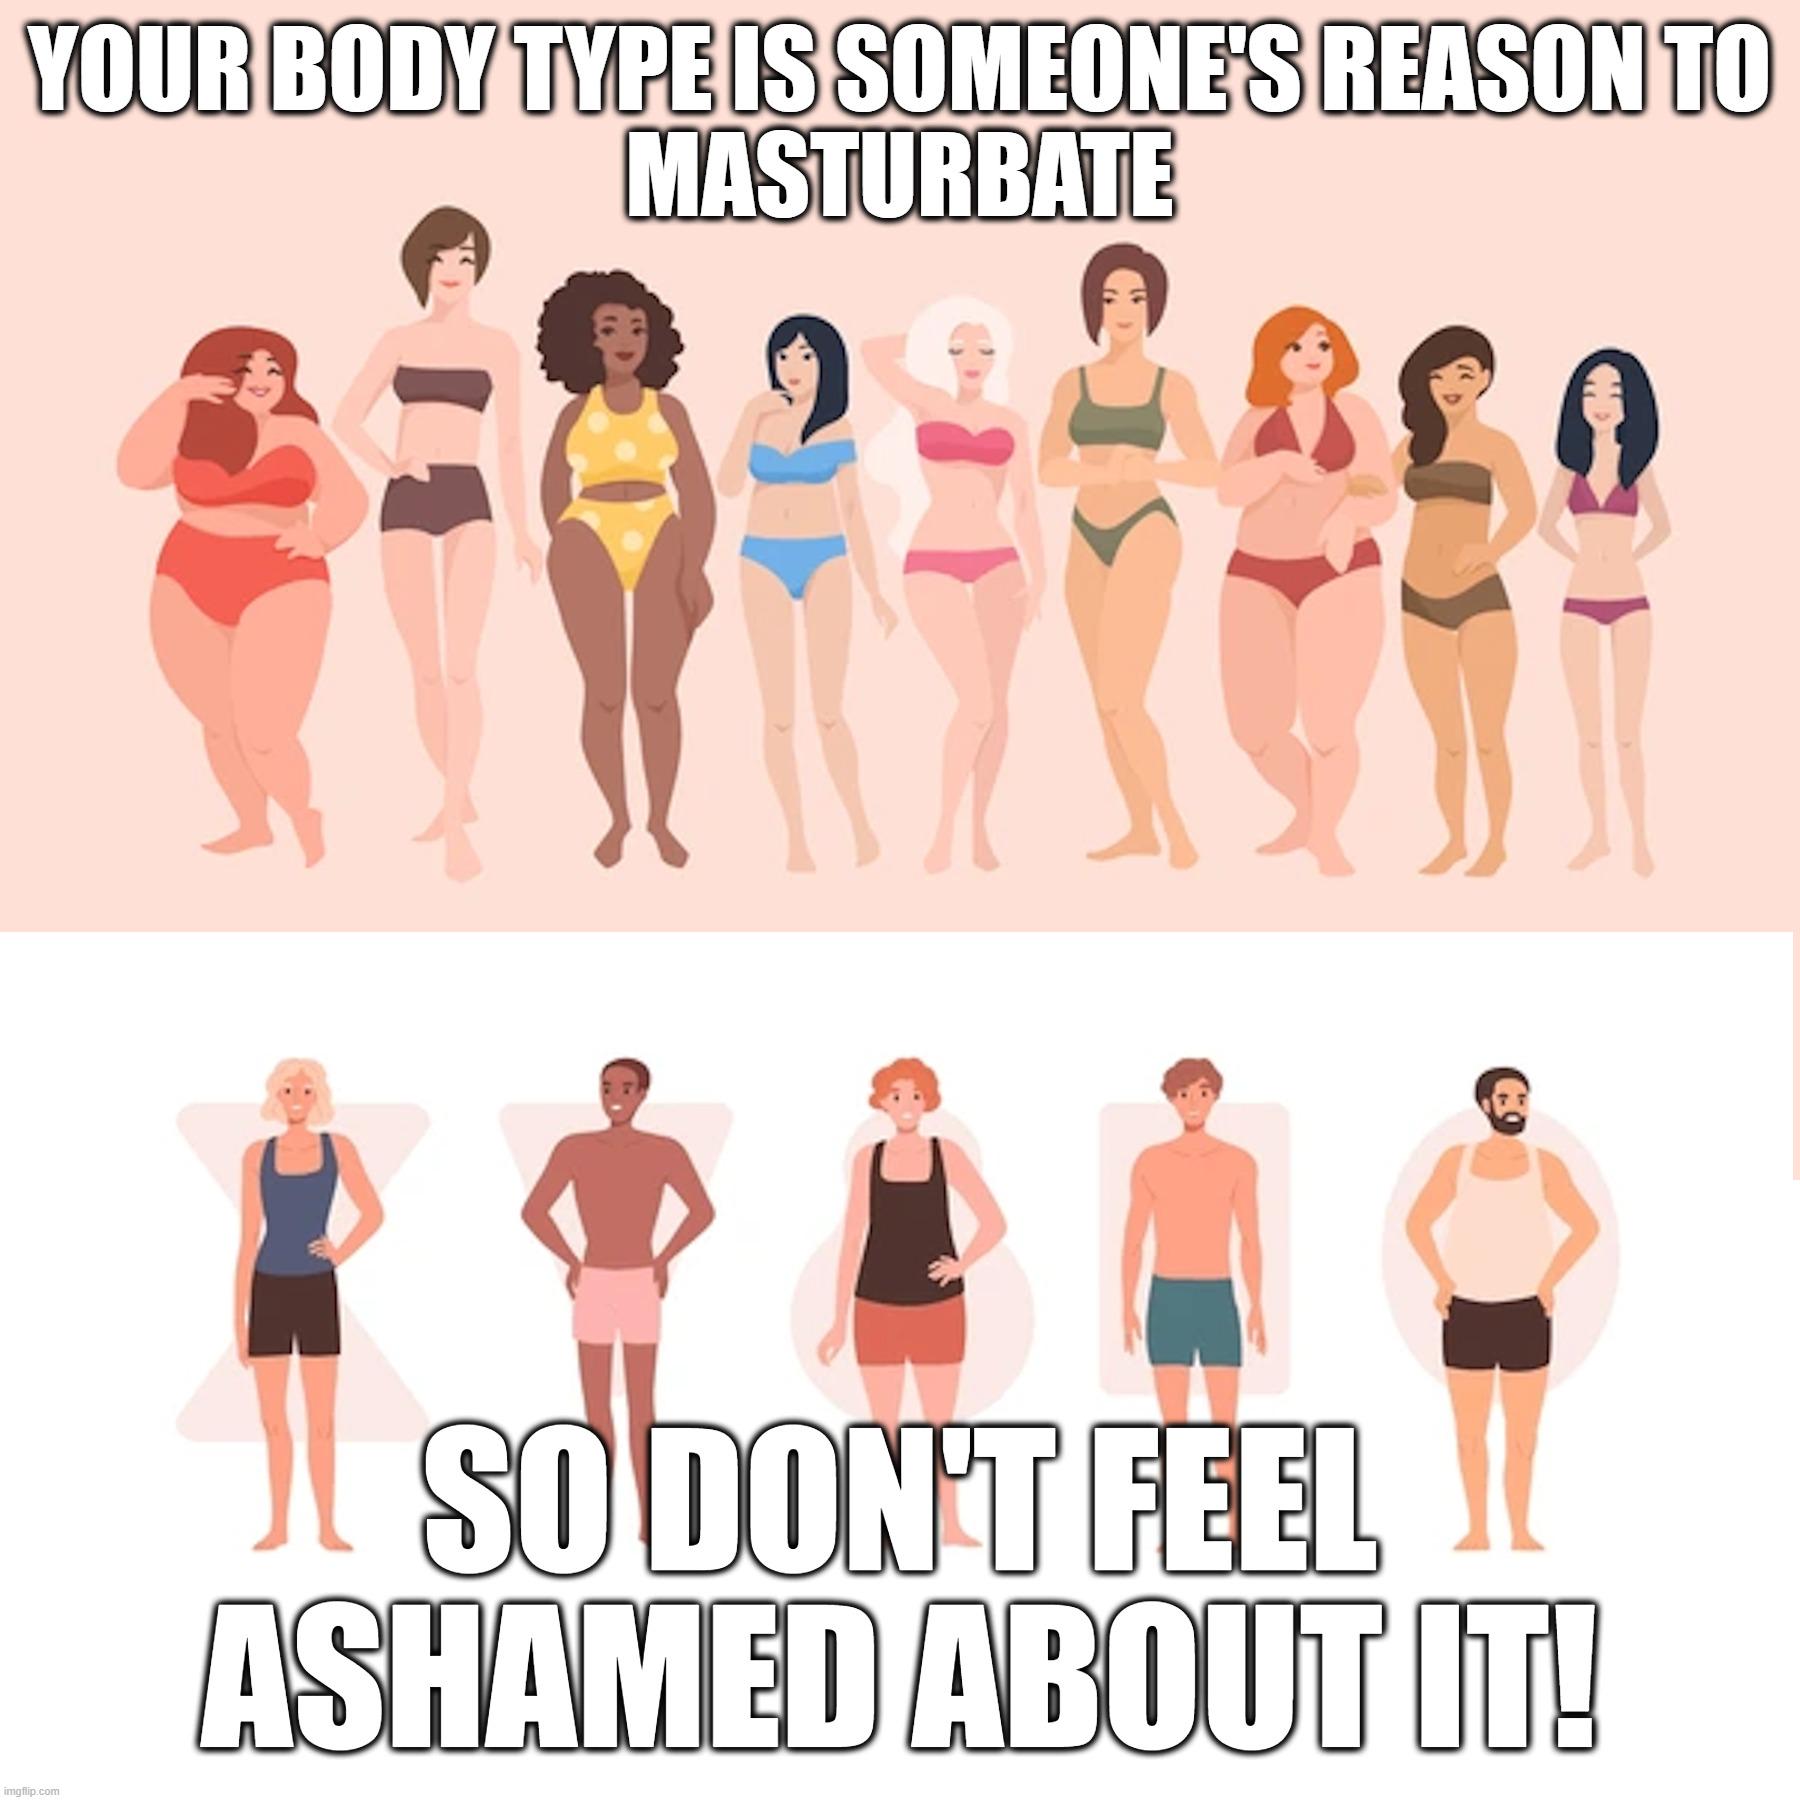 YOUR BODY TYPE IS SOMEONE'S REASON TO
MASTURBATE
SO DON'T FEEL
ASHAMED ABOUT IT!
imgflip.com